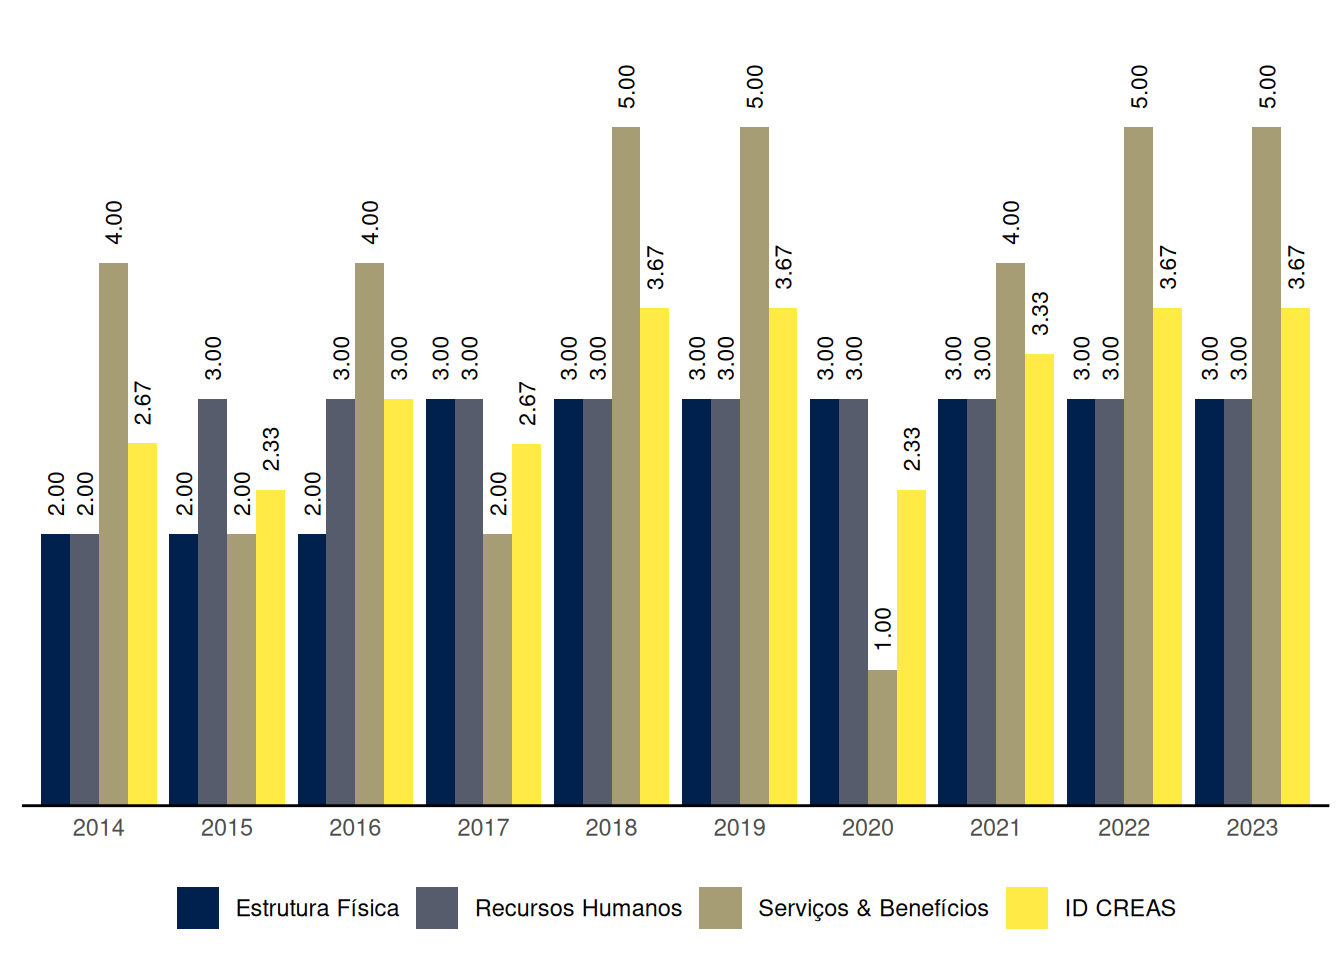 5.00 5.00 5.00 5.00
4.00 4.00 4.00
3.67 3.67 3.67 3.67
3.33
3.00 3.00 3.00 3.00 3.00 3.00 3.00 3.00 3.00 3.00 3.00 3.00 3.00 3.00 3.00 3.00 3.00
2.67 2.67
2.33 2.33
2.00 2.00 2.00 2.00 2.00 2.00
1.00
2014 2015 2016 2017 2018 2019 2020 2021 2022 2023
Estrutura Física Recursos Humanos Serviços & Benefícios ID CREAS